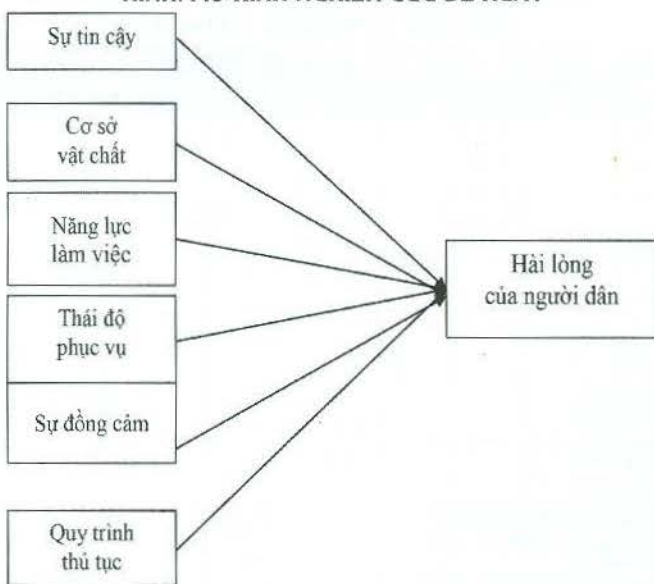 Sự tin cậy
Cơ sở
vật chất
Năng lực
làm việc
Thái độ
phục vụ
Sự đồng cảm
Quy trình
thủ tục
Hài lòng
của người dân